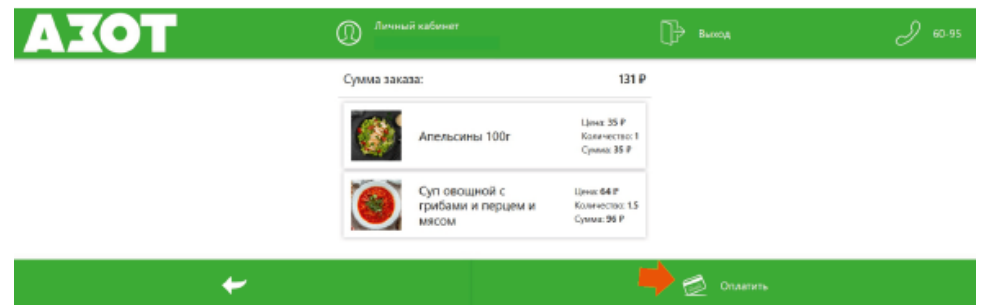 АЗОТ
Личный кабинет
Выход
60-95
Сумма заказа: 131 ₽
Апельсины 100г
Цена: 35 ₽
Количество: 1
Сумма: 35 ₽
Суп овощной с
грибами и перцем и
мясом
Цена: 64 ₽
Количество: 1.5
Сумма: 96 ₽
Оплатить